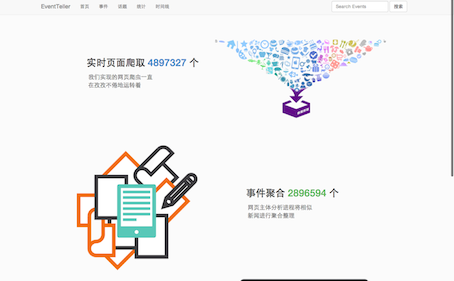 EventTeller 首页 事件 话题 统计 时间线 Search Events 搜索
实时页面爬取 4897327 个
我们实现的网页爬虫一直
在孜孜不倦地运转着
事件聚合 2896594 个
网页主体分析进程将相似
新闻进行聚合整理